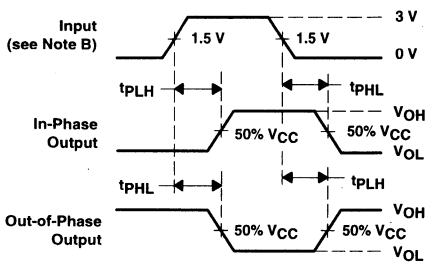 Input
(see Note B)
1.5 V
1.5 V
3 V
0 V
tPLH
tPHL
In-Phase
Output
50% VCC
50% VCC
VOH
VOL
tPHL
tPLH
Out-of-Phase
Output
50% VCC
50% VCC
VOH
VOL